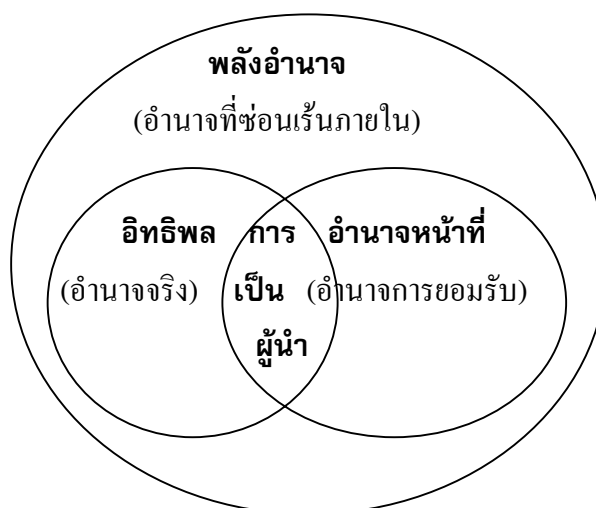 พลังอำนาจ
(อำนาจที่ซ่อนเร้นภายใน)
อิทธิพล การ อำนาจหน้าที่
(อำนาจจริง) เป็น (อำนาจการยอมรับ)
ผู้นำ